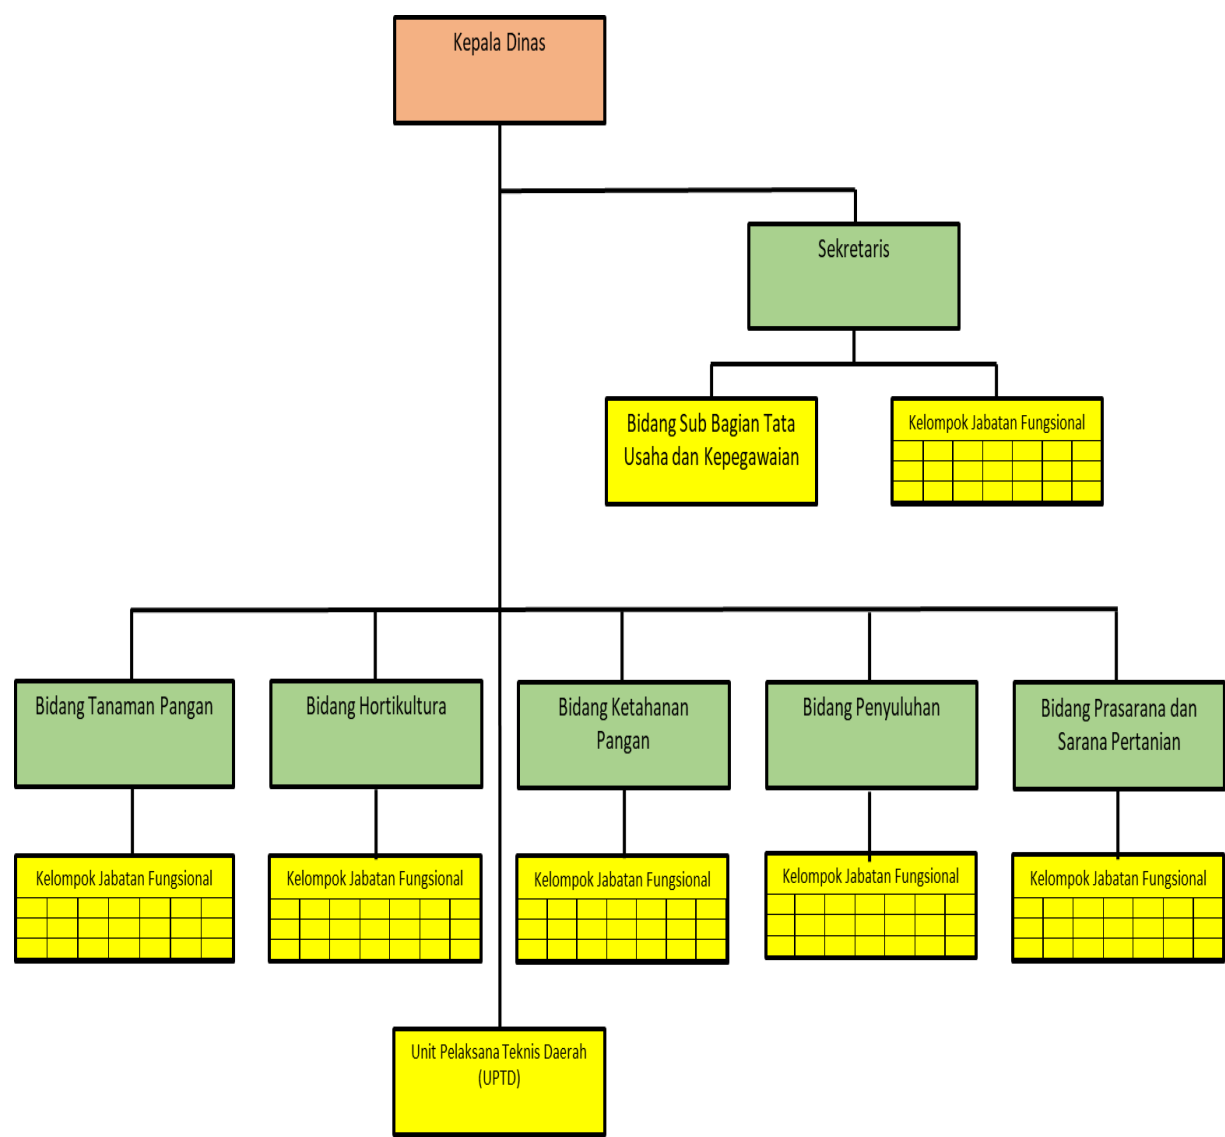 Kepala Dinas
Sekretaris
Bidang Sub Bagian Tata
Usaha dan Kepegawaian
Kelompok Jabatan Fungsional
Bidang Tanaman Pangan
Bidang Hortikultura
Bidang Ketahanan
Pangan
Bidang Penyuluhan
Bidang Prasarana dan
Sarana Pertanian
Kelompok Jabatan Fungsional
Kelompok Jabatan Fungsional
Kelompok Jabatan Fungsional
Kelompok Jabatan Fungsional
Kelompok Jabatan Fungsional
Unit Pelaksana Teknis Daerah
(UPTD)